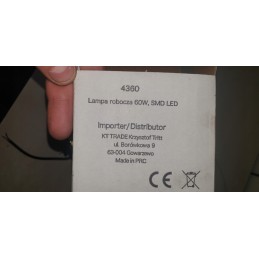 4360
Lampa robocza 60W, SMD LED
Importer/Distributor
KT TRADE Krzysztof Tritt
ul. Borówkowa 8
63-004 Gowarzewo
Made in PRC
CE